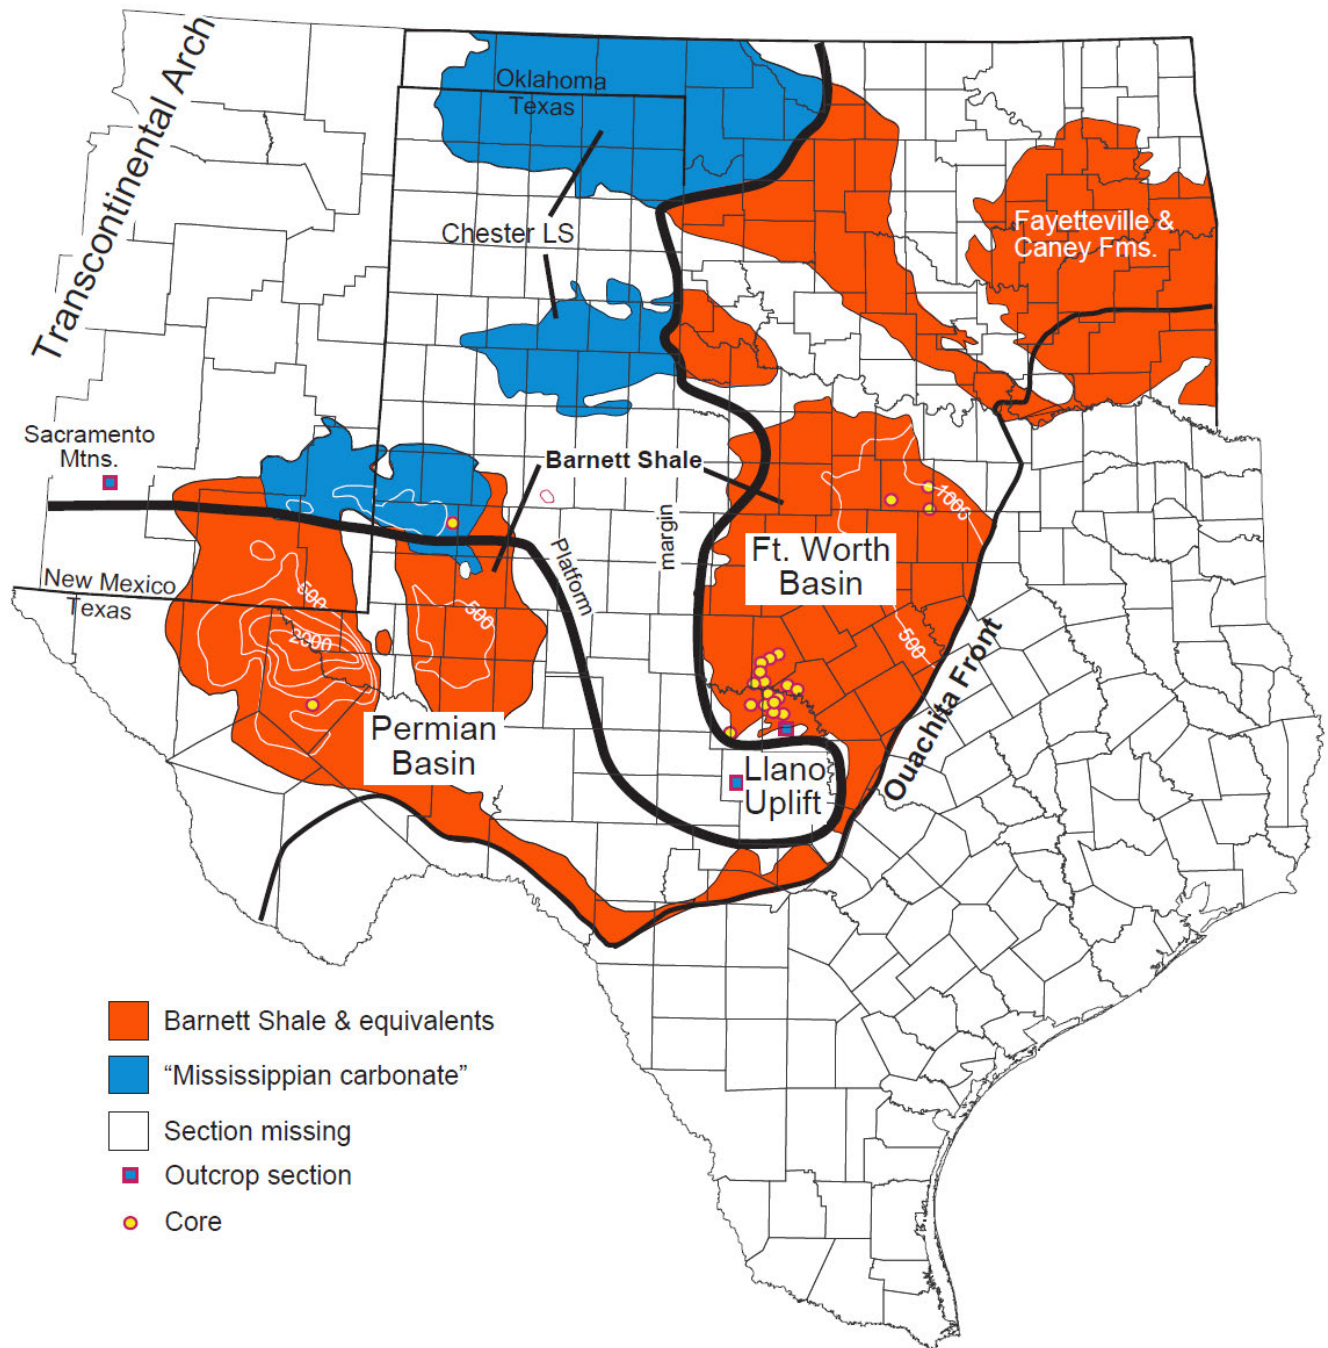 Transcontinental Arch
Oklahoma
Texas
Chester LS
Fayetteville &
Caney Fms.
Sacramento
Mtns.
Barnett Shale
1000
margin
Platform
Ft. Worth
Basin
New Mexico
Texas
500
2000
500
500
Ouachita Front
Permian
Basin
Llano
Uplift
Barnett Shale & equivalents
“Mississippian carbonate”
Section missing
Outcrop section
Core